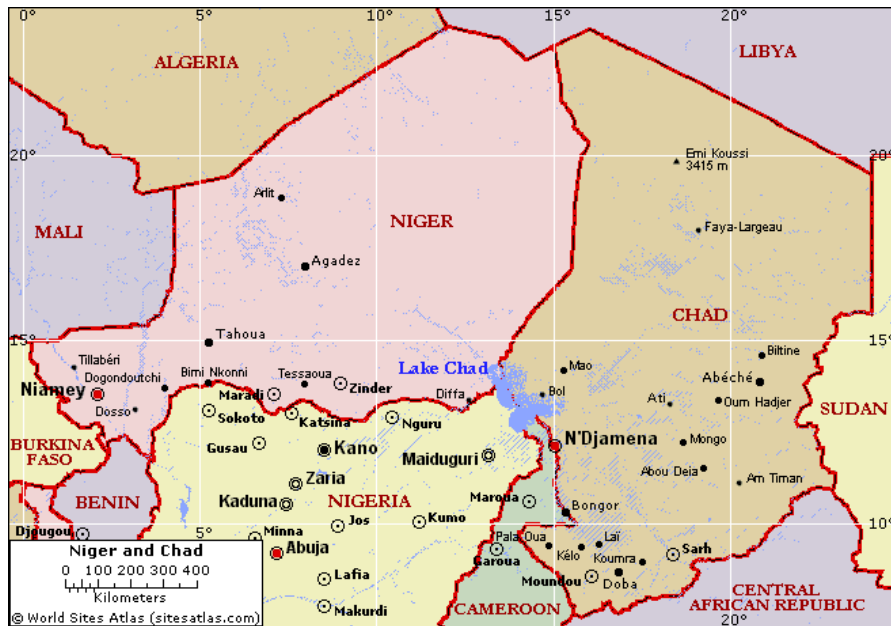 0° 5° 10° 15° 20°
ALGERIA
LIBYA
20° 20°
Emi Koussi
3415 m
Arlit
NIGER
MALI
Faya-Largeau
Agadez
CHAD
Tahoua
15° 15°
Lake Chad
Biltine
Tillabéri
Mao
Dogondoutchi
Birni Nkonni
Tessaoua
Zinder
Abéché
Niamey
Maradi
Diffa
Bol
Ati
Oum Hadjer
Dosso
SUDAN
Sokoto
Katsina
Nguru
BURKINA
FASO
Gusau
Kano
N'Djamena
Mongo
Maiduguri
Abou Deia
Zaria
Am Timan
BENIN
Kaduna
NIGERIA
Maroua
Bongor
Djougou
5°
Jos
Kumo
10°
Minna
Pala Oua
Laï
Niger and Chad
Abuja
Garoua
Kélo
Koumra
Sarh
0 100 200 300 400
Kilometers
Lafia
Moundou
Doba
CENTRAL
AFRICAN REPUBLIC
Makurdi
CAMEROON
© World Sites Atlas (sitesatlas.com)
20°